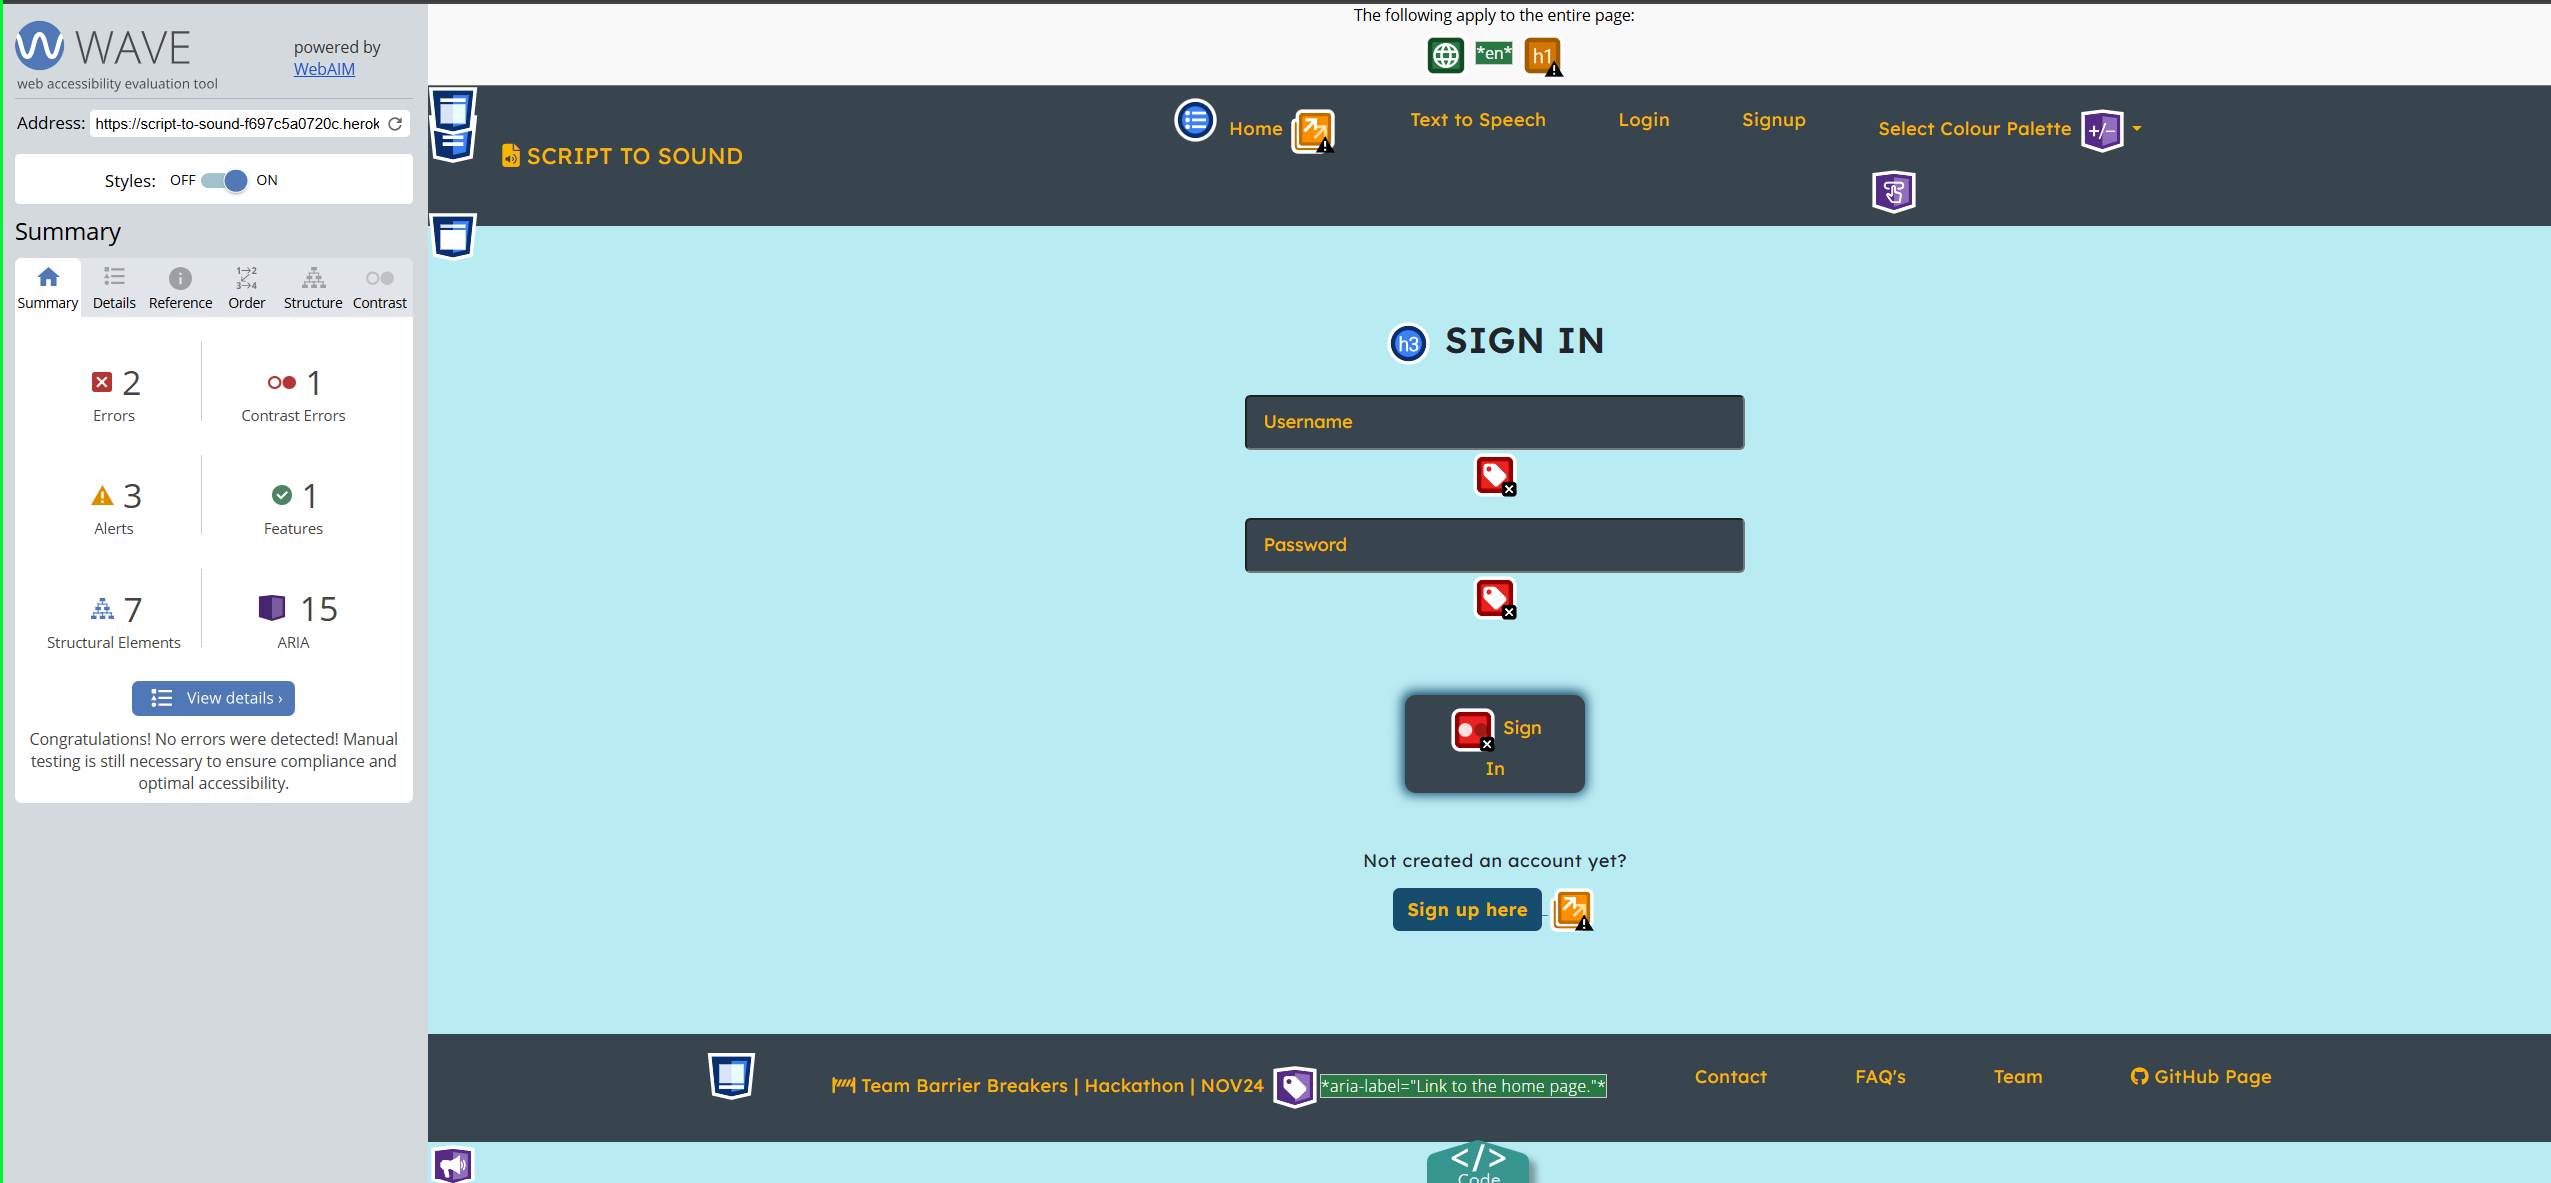 WAVE
web accessibility evaluation tool
powered by
WebAIM
Address: https://script-to-sound-f697c5a0720c.herok
Styles: OFF ON
Summary
Summary Details Reference Order Structure Contrast
2 Errors
1 Contrast Errors
3 Alerts
1 Features
7 Structural Elements
15 ARIA
View details ›
Congratulations! No errors were detected! Manual
testing is still necessary to ensure compliance and
optimal accessibility.
The following apply to the entire page:
*en* h1
SCRIPT TO SOUND
Home Text to Speech Login Signup Select Colour Palette +/-
h3 SIGN IN
Username
Password
Sign
In
Not created an account yet?
Sign up here
Team Barrier Breakers | Hackathon | NOV24 *aria-label="Link to the home page."* Contact FAQ's Team GitHub Page
</>
Code